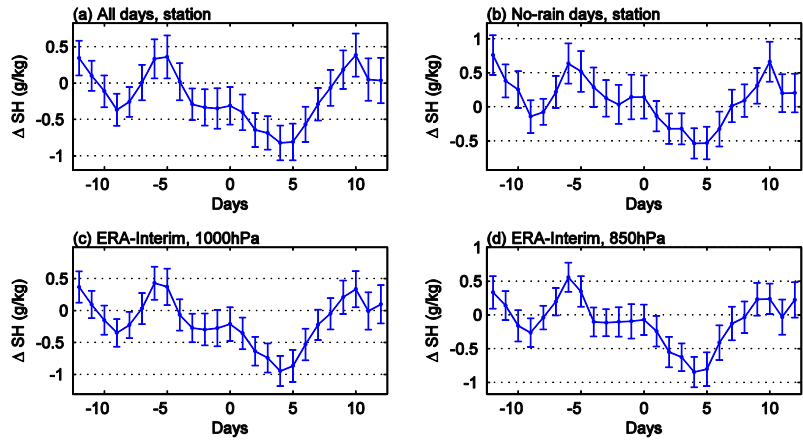 (a) All days, station
Δ SH (g/kg)
0.5
0
-0.5
-1
-10 -5 0 5 10
Days
(b) No-rain days, station
Δ SH (g/kg)
1
0.5
0
-0.5
-10 -5 0 5 10
Days
(c) ERA-Interim, 1000hPa
Δ SH (g/kg)
0.5
0
-0.5
-1
-10 -5 0 5 10
Days
(d) ERA-Interim, 850hPa
Δ SH (g/kg)
1
0.5
0
-0.5
-1
-10 -5 0 5 10
Days